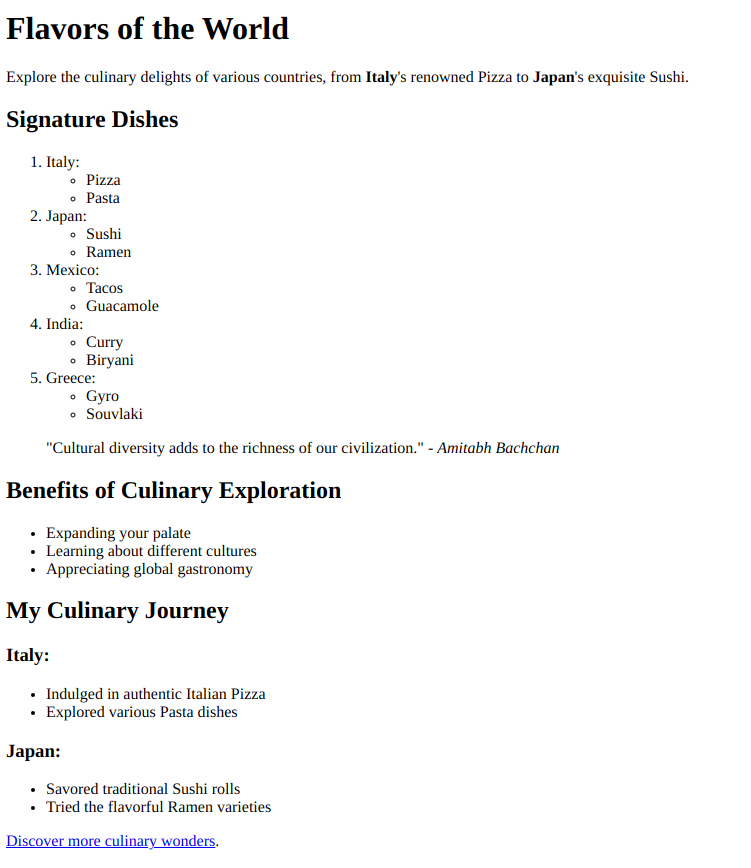 Flavors of the World
Explore the culinary delights of various countries, from Italy's renowned Pizza to Japan's exquisite Sushi.
Signature Dishes
1. Italy:
◦ Pizza
◦ Pasta
2. Japan:
◦ Sushi
◦ Ramen
3. Mexico:
◦ Tacos
◦ Guacamole
4. India:
◦ Curry
◦ Biryani
5. Greece:
◦ Gyro
◦ Souvlaki
"Cultural diversity adds to the richness of our civilization." - Amitabh Bachchan
Benefits of Culinary Exploration
• Expanding your palate
• Learning about different cultures
• Appreciating global gastronomy
My Culinary Journey
Italy:
• Indulged in authentic Italian Pizza
• Explored various Pasta dishes
Japan:
• Savored traditional Sushi rolls
• Tried the flavorful Ramen varieties
Discover more culinary wonders.